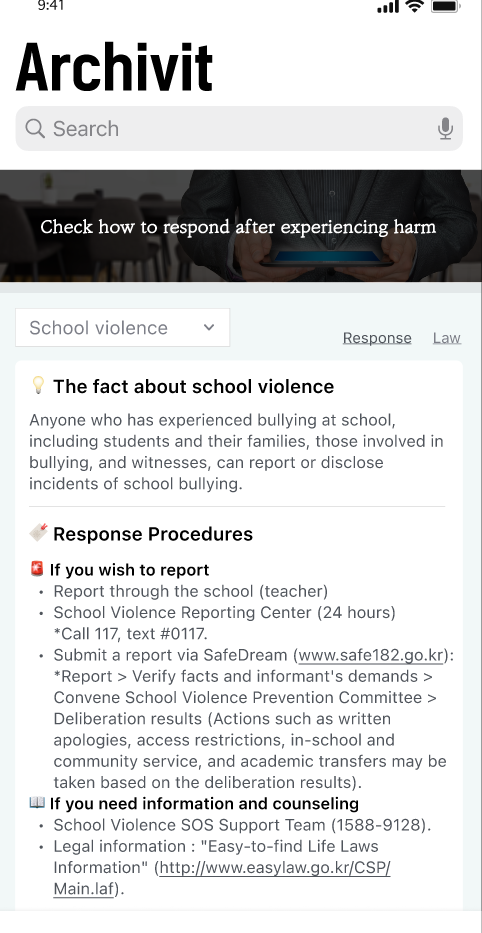 9:41
Archivit
Search
Check how to respond after experiencing harm
School violence
Response Law
The fact about school violence
Anyone who has experienced bullying at school,
including students and their families, those involved in
bullying, and witnesses, can report or disclose
incidents of school bullying.
Response Procedures
If you wish to report
• Report through the school (teacher)
• School Violence Reporting Center (24 hours)
*Call 117, text #0117.
• Submit a report via SafeDream (www.safe182.go.kr):
*Report > Verify facts and informant's demands >
Convene School Violence Prevention Committee >
Deliberation results (Actions such as written
apologies, access restrictions, in-school and
community service, and academic transfers may be
taken based on the deliberation results).
If you need information and counseling
• School Violence SOS Support Team (1588-9128).
• Legal information : "Easy-to-find Life Laws
Information" (http://www.easylaw.go.kr/CSP/
Main.laf).